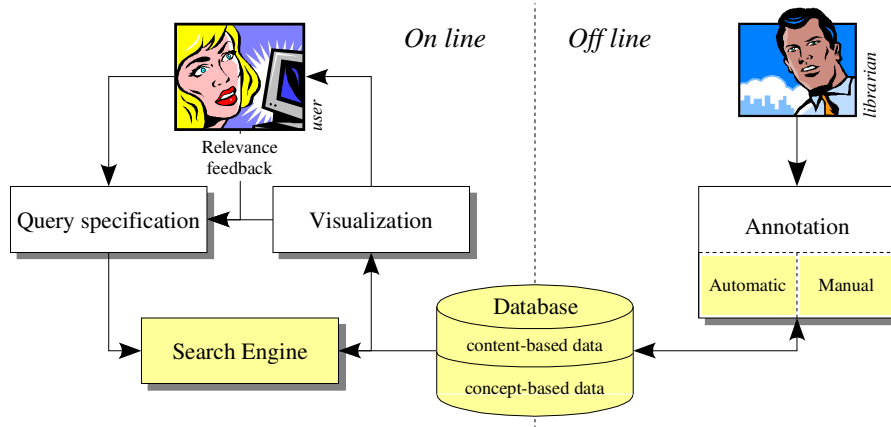 On line
Off line
user
librarian
Relevance
feedback
Query specification
Visualization
Annotation
Automatic
Manual
Database
Search Engine
content-based data
concept-based data